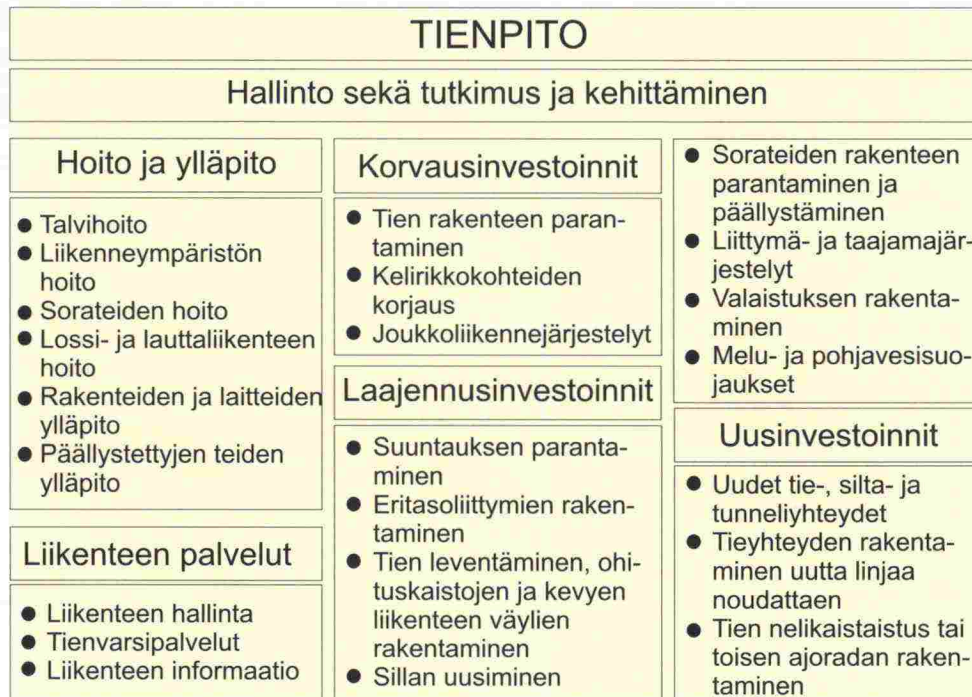 TIENPITO
Hallinto sekä tutkimus ja kehittäminen
Hoito ja ylläpito
● Talvihoito
● Liikenneympäristön
hoito
● Sorateiden hoito
● Lossi- ja lauttaliikenteen
hoito
● Rakenteiden ja laitteiden
ylläpito
● Päällystettyjen teiden
ylläpito
Liikenteen palvelut
● Liikenteen hallinta
● Tienvarsipalvelut
● Liikenteen informaatio
Korvausinvestoinnit
● Tien rakenteen paran-
taminen
● Kelirikkokohteiden
korjaus
● Joukkoliikennejärjestelyt
Laajennusinvestoinnit
● Suuntauksen paranta-
minen
● Eritasoliittymien raken-
taminen
● Tien leventäminen, ohi-
tuskaistojen ja kevyen
liikenteen väylien
rakentaminen
● Sillan uusiminen
● Sorateiden rakenteen
parantaminen ja
päällystäminen
● Liittymä- ja taajamajär-
jestelyt
● Valaistuksen rakenta-
minen
● Melu- ja pohjavesisuo-
jaukset
Uusinvestoinnit
● Uudet tie-, silta- ja
tunneliyhteydet
● Tieyhteyden rakenta-
minen uutta linjaa
noudattaen
● Tien nelikaistaistus tai
toisen ajoradan raken-
taminen